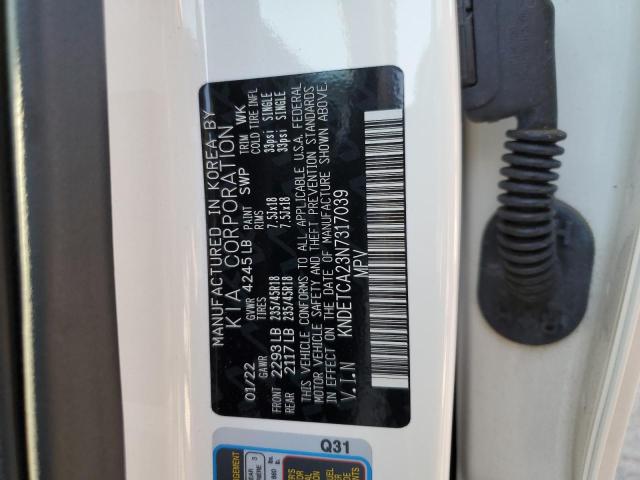 MANUFACTURED IN KOREA BY
KIA CORPORATION
01/22 GVWR 4245LB PAINT SWP TRIM WK
GAWR TIRES RIMS COLD TIRE INFL
FRONT 2293LB 235/45R18 7.5JX18 33psi SINGLE
REAR 2117LB 235/45R18 7.5JX18 33psi SINGLE
THIS VEHICLE CONFORMS TO ALL APPLICABLE U.S.A. FEDERAL
MOTOR VEHICLE SAFETY AND THEFT PREVENTION STANDARDS
IN EFFECT ON THE DATE OF MANUFACTURE SHOWN ABOVE.
V.I.N KNDETCA23N7317039
MPV
Q31